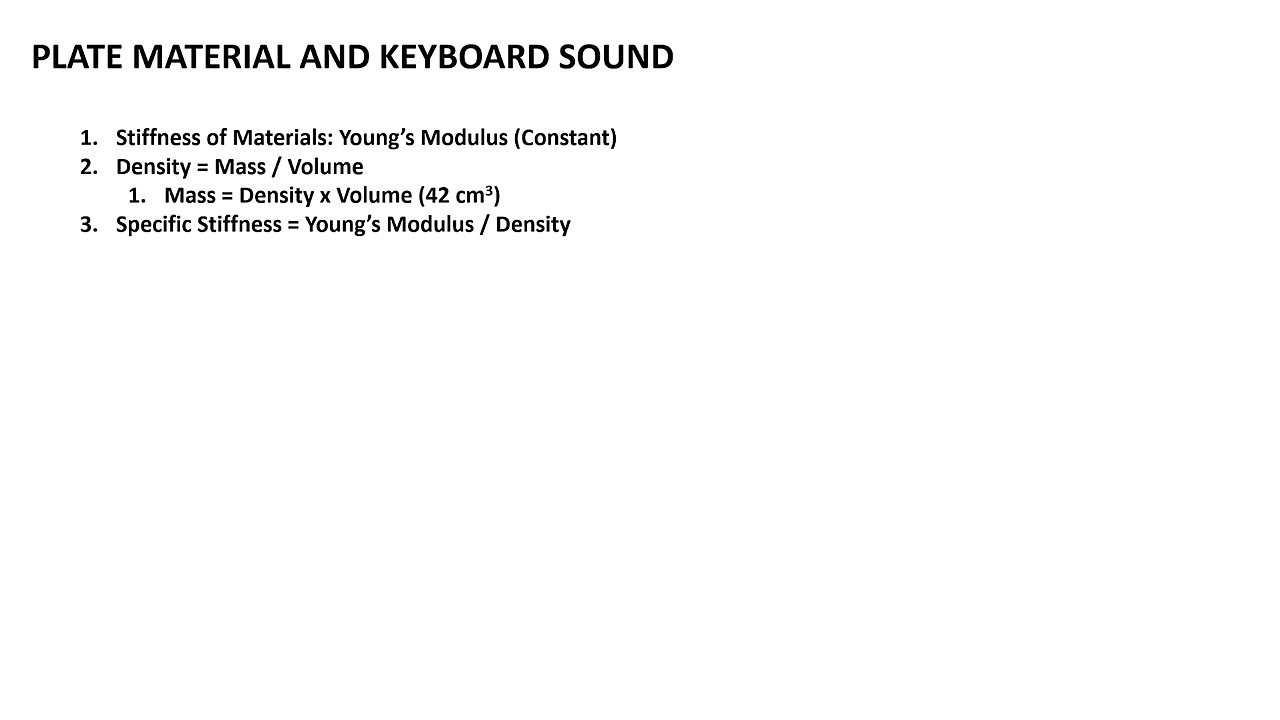 PLATE MATERIAL AND KEYBOARD SOUND
1. Stiffness of Materials: Young’s Modulus (Constant)
2. Density = Mass / Volume
1. Mass = Density x Volume (42 cm³)
3. Specific Stiffness = Young’s Modulus / Density